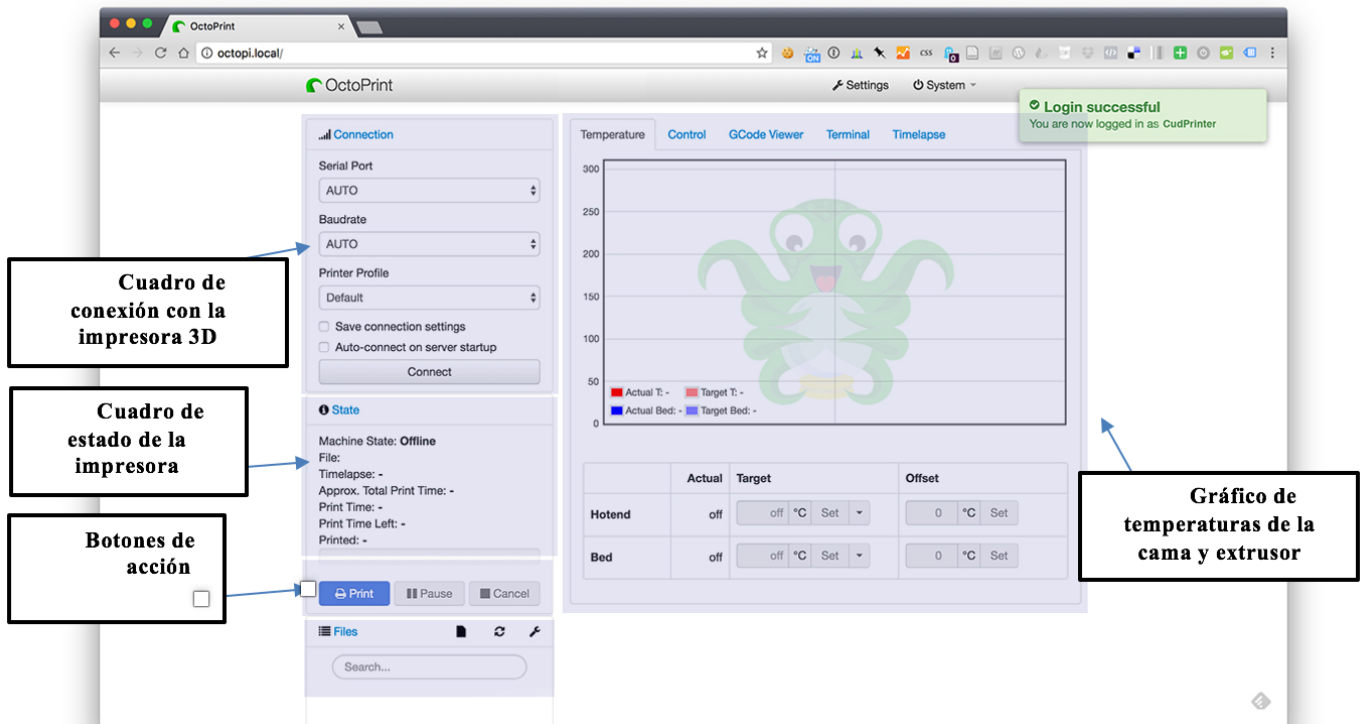 OctoPrint
octopi.local/
ON
CSS
0
OctoPrint
Settings
System
Login successful
You are now logged in as CudPrinter
Connection
Serial Port
AUTO
Baudrate
AUTO
Printer Profile
Default
Save connection settings
Auto-connect on server startup
Connect
State
Machine State: Offline
File:
Timelapse: -
Approx. Total Print Time: -
Print Time: -
Print Time Left: -
Printed: -
Print
Pause
Cancel
Files
Search...
Temperature
Control
GCode Viewer
Terminal
Timelapse
300
250
200
150
100
50
0
Actual T: -
Target T: -
Actual Bed: -
Target Bed: -
Actual
Target
Offset
Hotend
off
off °C Set
0 °C Set
Bed
off
off °C Set
0 °C Set
Cuadro de
conexión con la
impresora 3D
Cuadro de
estado de la
impresora
Botones de
acción
Gráfico de
temperaturas de la
cama y extrusor